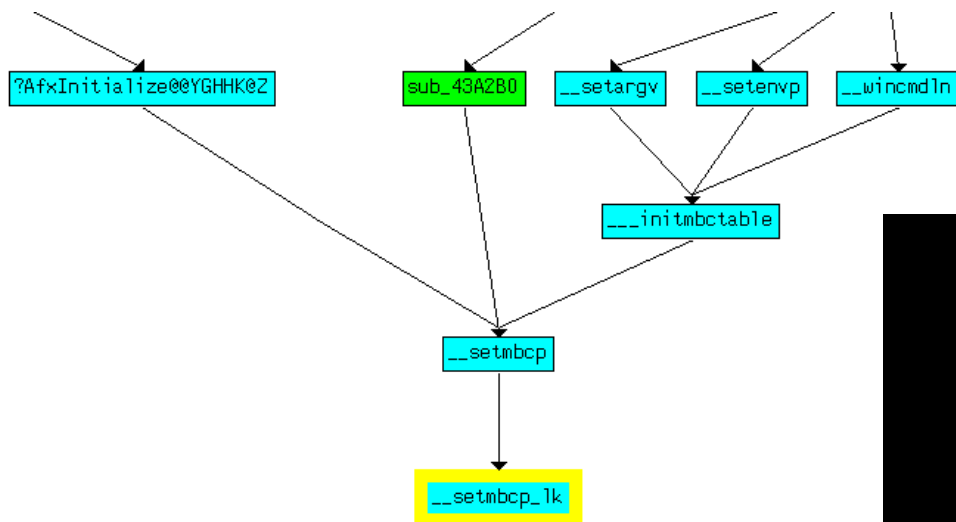 ?AfxInitialize@@YGHHK@Z
sub_43A2B0
__setargv
__setenvp
__wincmdln
___initmbctable
__setmbcp
__setmbcp_lk